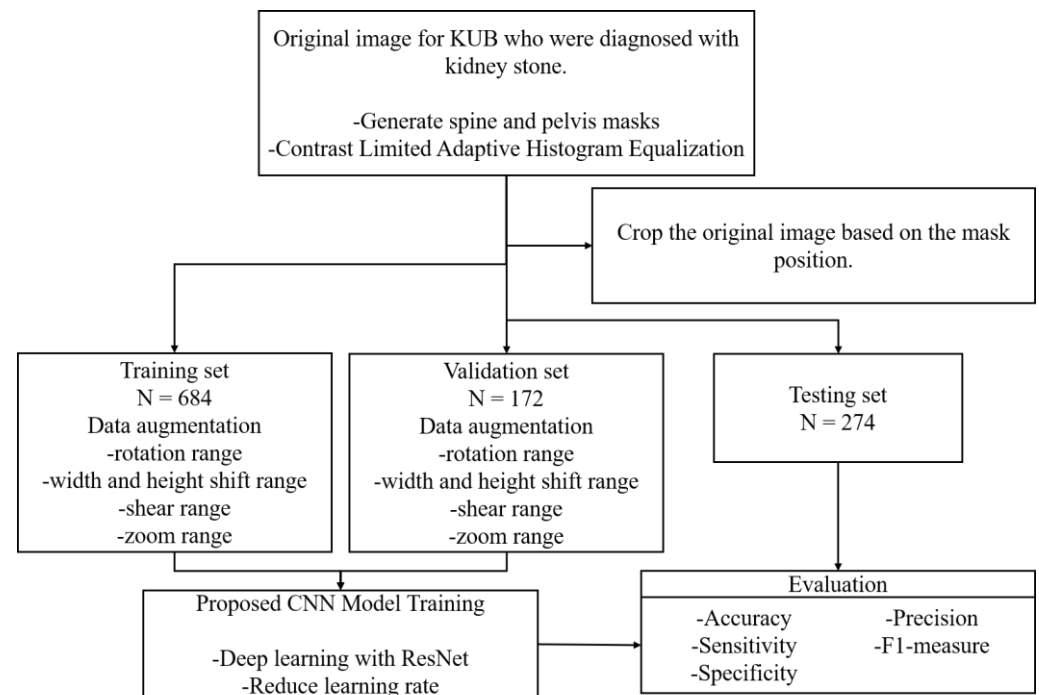 Original image for KUB who were diagnosed with
kidney stone.
-Generate spine and pelvis masks
-Contrast Limited Adaptive Histogram Equalization
Crop the original image based on the mask
position.
Training set
N = 684
Data augmentation
-rotation range
-width and height shift range
-shear range
-zoom range
Validation set
N = 172
Data augmentation
-rotation range
-width and height shift range
-shear range
-zoom range
Testing set
N = 274
Proposed CNN Model Training
-Deep learning with ResNet
-Reduce learning rate
Evaluation
-Accuracy
-Sensitivity
-Specificity
-Precision
-F1-measure